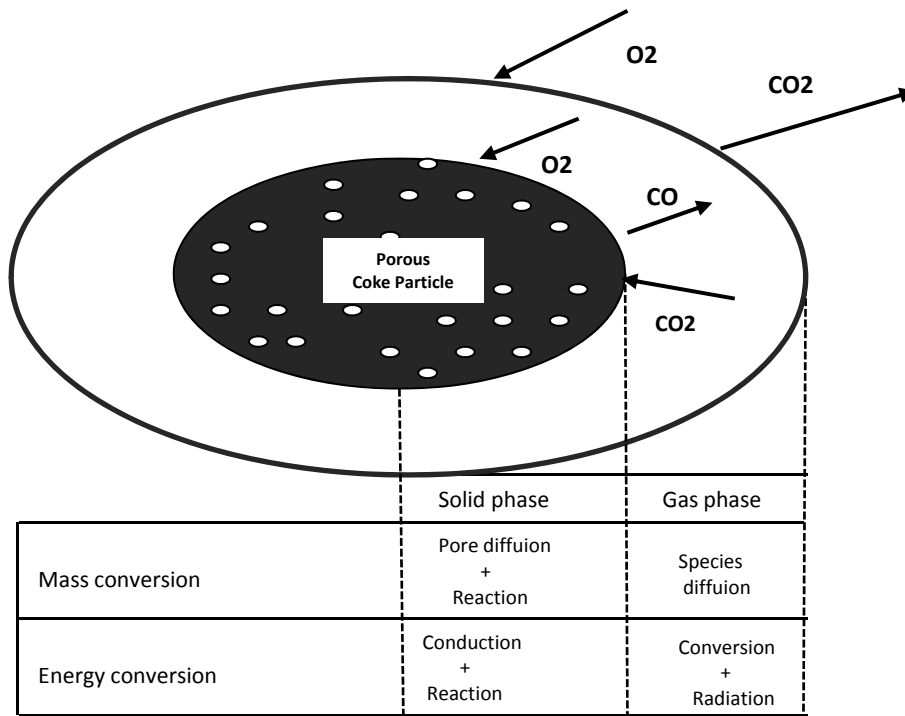 O2
CO2
O2
CO
Porous
Coke Particle
CO2
Solid phase
Gas phase
Mass conversion
Pore diffuion
+
Reaction
Species
diffuion
Energy conversion
Conduction
+
Reaction
Conversion
+
Radiation